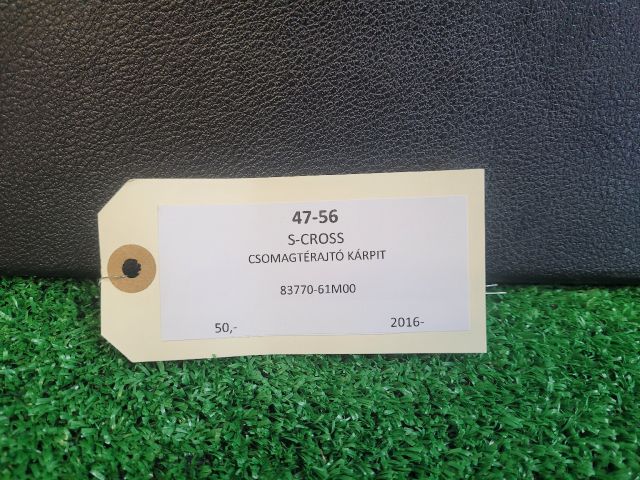 47-56
S-CROSS
CSOMAGTÉRAJTÓ KÁRPIT
83770-61M00
50,- 2016-